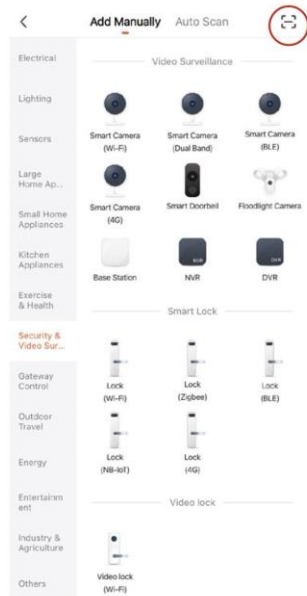 Add Manually Auto Scan
Electrical
Lighting
Sensors
Large
Home Ap...
Small Home
Appliances
Kitchen
Appliances
Exercise
& Health
Security &
Video Sur...
Gateway
Control
Outdoor
Travel
Energy
Entertainm
ent
Industry &
Agriculture
Others
Video Surveillance
Smart Camera
(Wi-Fi)
Smart Camera
(Dual Band)
Smart Camera
(BLE)
Smart Camera
(4G)
Smart Doorbell
Floodlight Camera
Base Station
NVR
NVR
DVR
DVR
Smart Lock
Lock
(Wi-Fi)
Lock
(Zigbee)
Lock
(BLE)
Lock
(NB-IoT)
Lock
(4G)
Video lock
Video lock
(Wi-Fi)